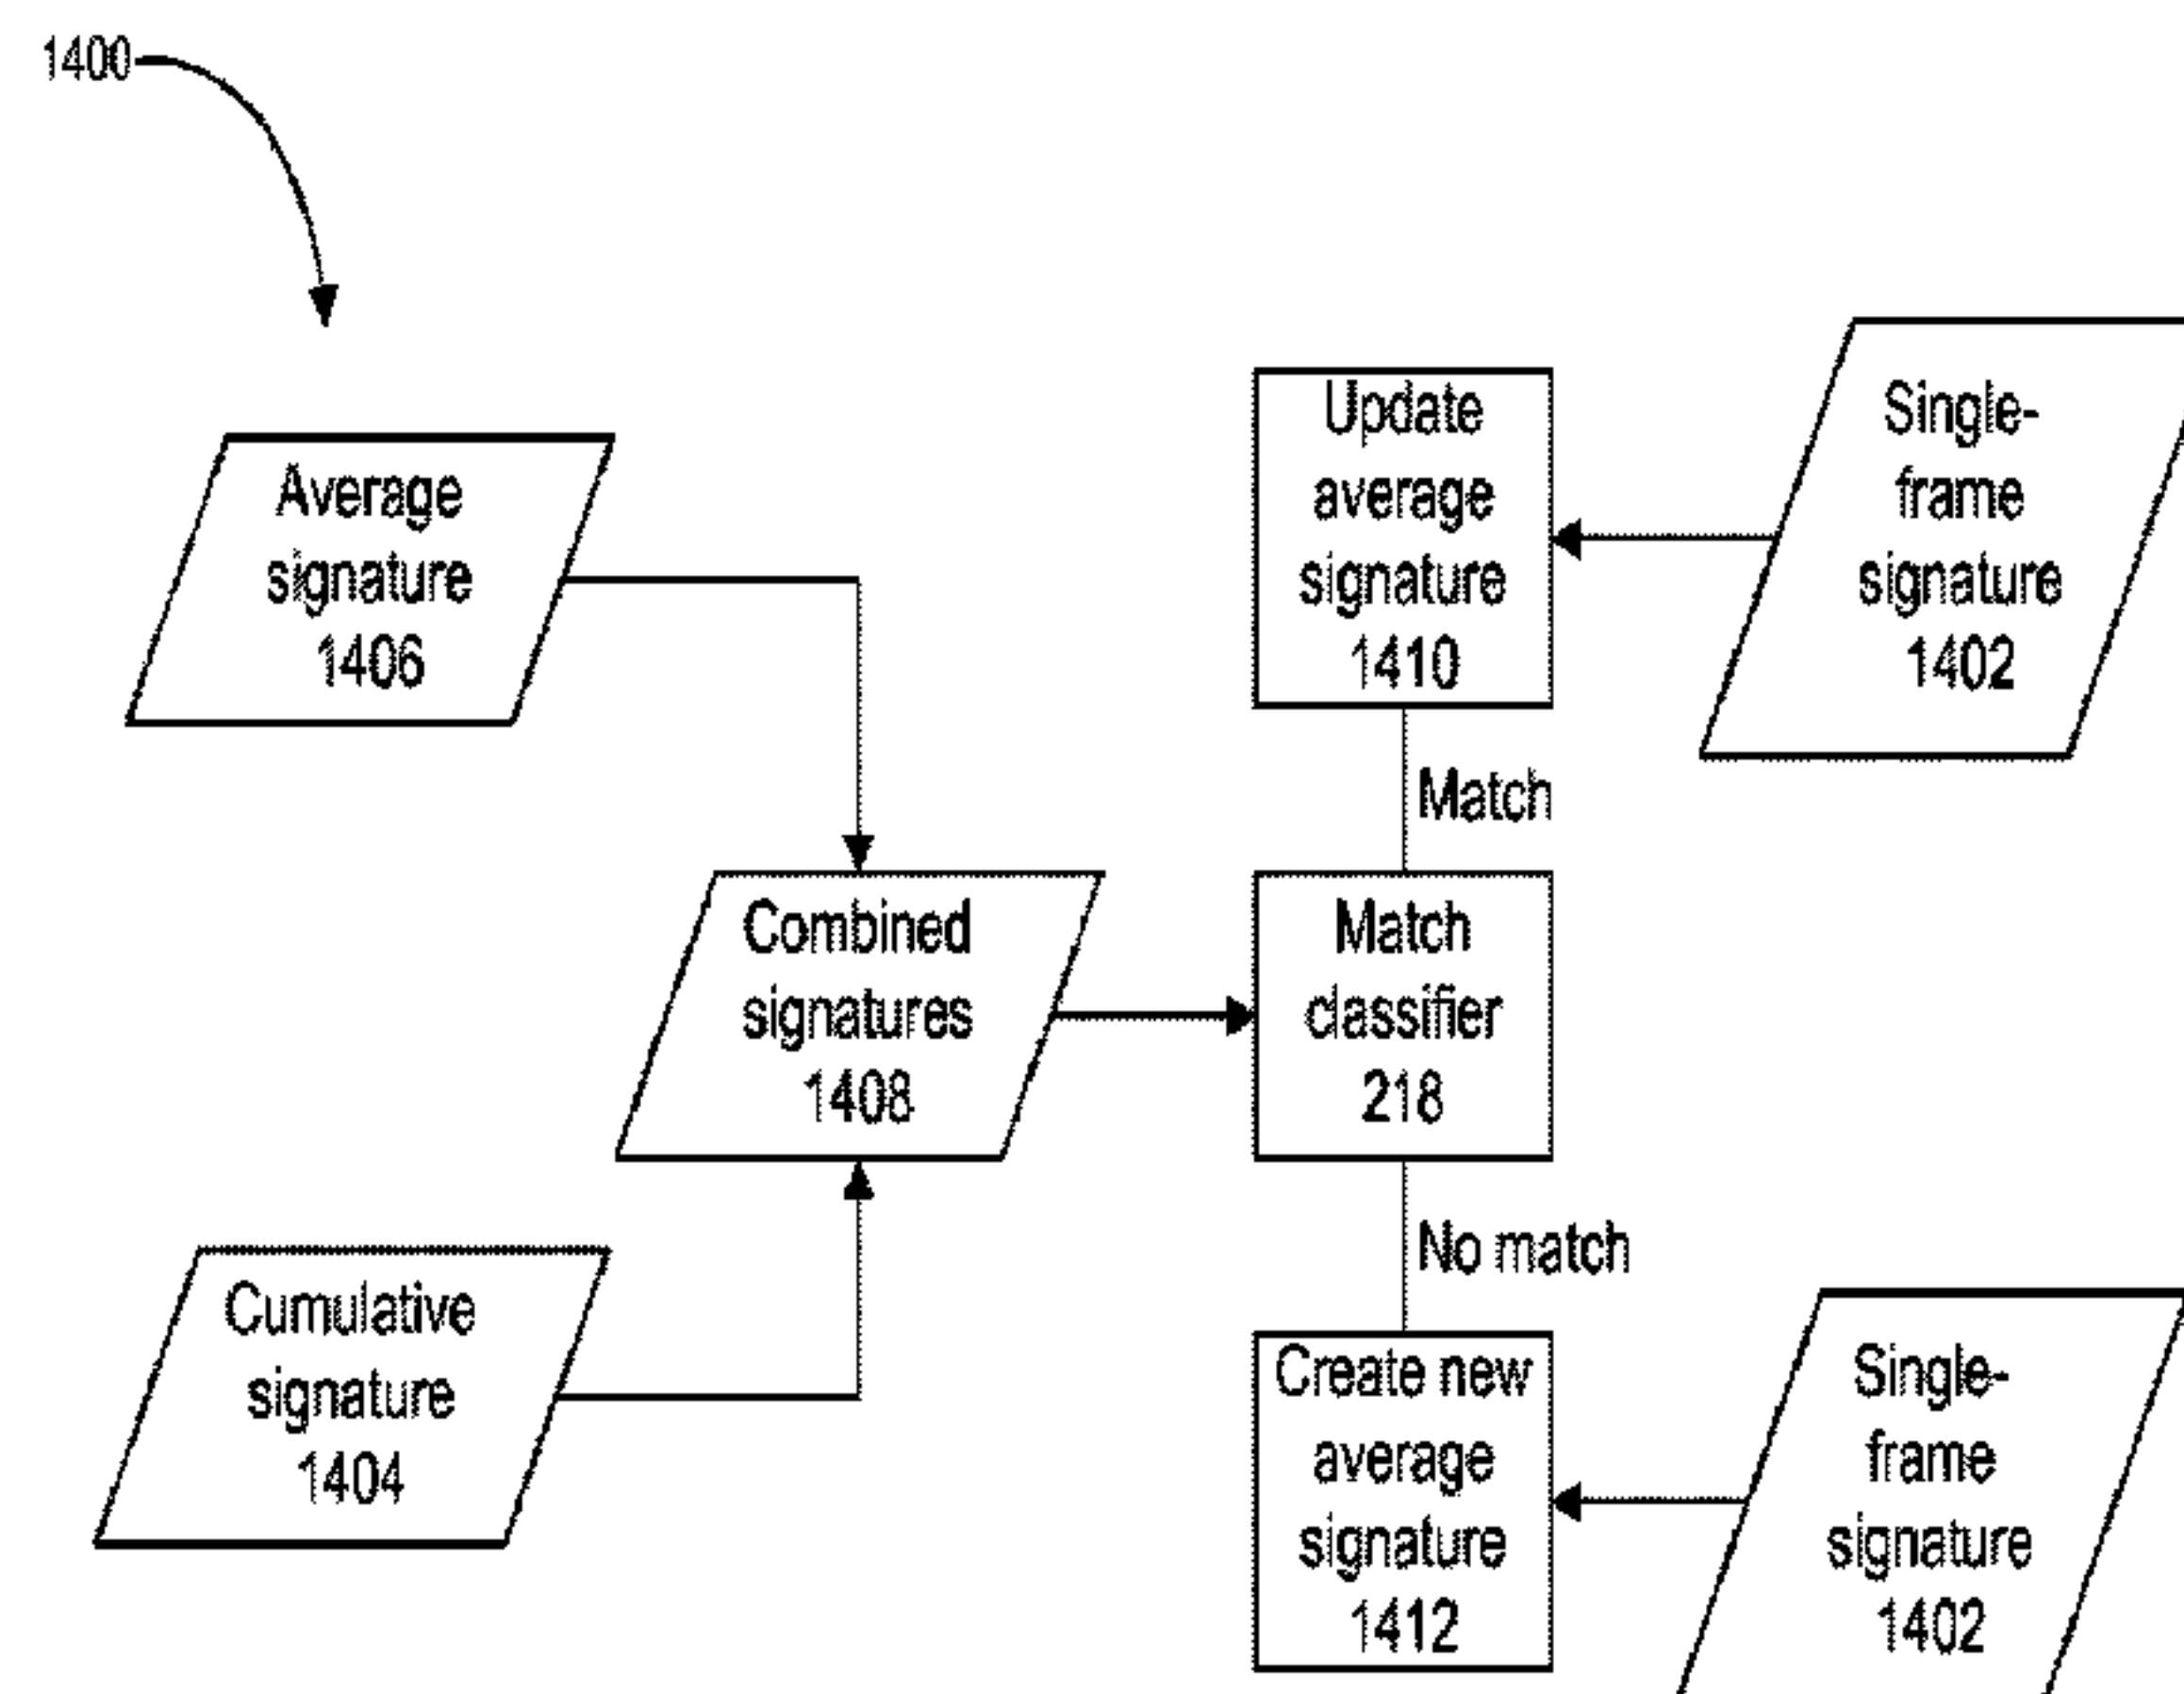 1400
Average
signature
1406
Update
average
signature
1410
Single-
frame
signature
1402
Match
Combined
signatures
1408
Match
classifier
218
No match
Cumulative
signature
1404
Create new
average
signature
1412
Single-
frame
signature
1402